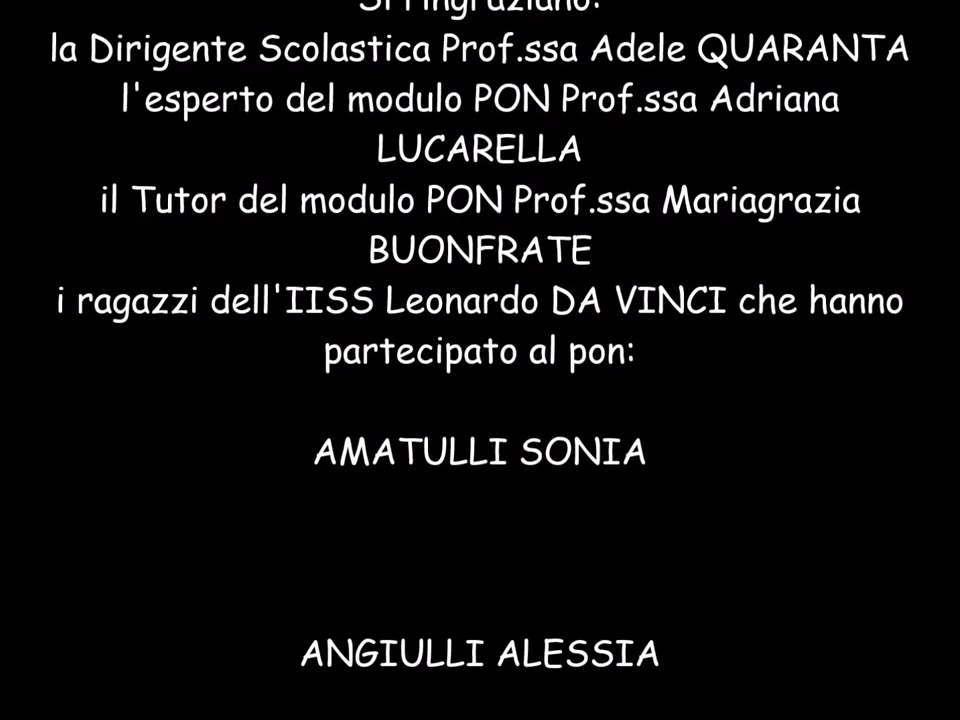 Si ringraziano:
la Dirigente Scolastica Prof.ssa Adele QUARANTA
l'esperto del modulo PON Prof.ssa Adriana
LUCARELLA
il Tutor del modulo PON Prof.ssa Mariagrazia
BUONFRATE
i ragazzi dell'IISS Leonardo DA VINCI che hanno
partecipato al pon:
AMATULLI SONIA
ANGIULLI ALESSIA